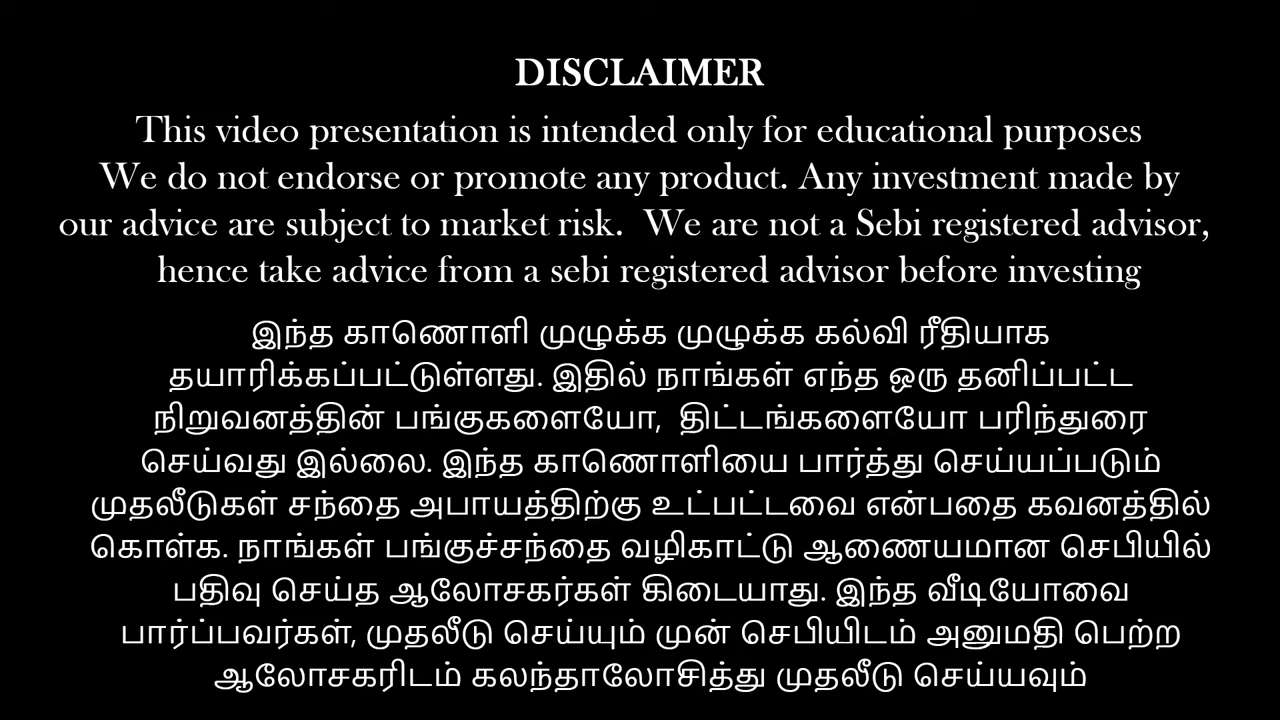 DISCLAIMER
This video presentation is intended only for educational purposes
We do not endorse or promote any product. Any investment made by
our advice are subject to market risk.  We are not a Sebi registered advisor,
hence take advice from a sebi registered advisor before investing
இந்த காணொளி முழுக்க முழுக்க கல்வி ரீதியாக
தயாரிக்கப்பட்டுள்ளது. இதில் நாங்கள் எந்த ஒரு தனிப்பட்ட
நிறுவனத்தின் பங்குகளையோ,  திட்டங்களையோ பரிந்துரை
செய்வது இல்லை. இந்த காணொளியை பார்த்து செய்யப்படும்
முதலீடுகள் சந்தை அபாயத்திற்கு உட்பட்டவை என்பதை கவனத்தில்
கொள்க. நாங்கள் பங்குச்சந்தை வழிகாட்டு ஆணையமான செபியில்
பதிவு செய்த ஆலோசகர்கள் கிடையாது. இந்த வீடியோவை
பார்ப்பவர்கள், முதலீடு செய்யும் முன் செபியிடம் அனுமதி பெற்ற
ஆலோசகரிடம் கலந்தாலோசித்து முதலீடு செய்யவும்